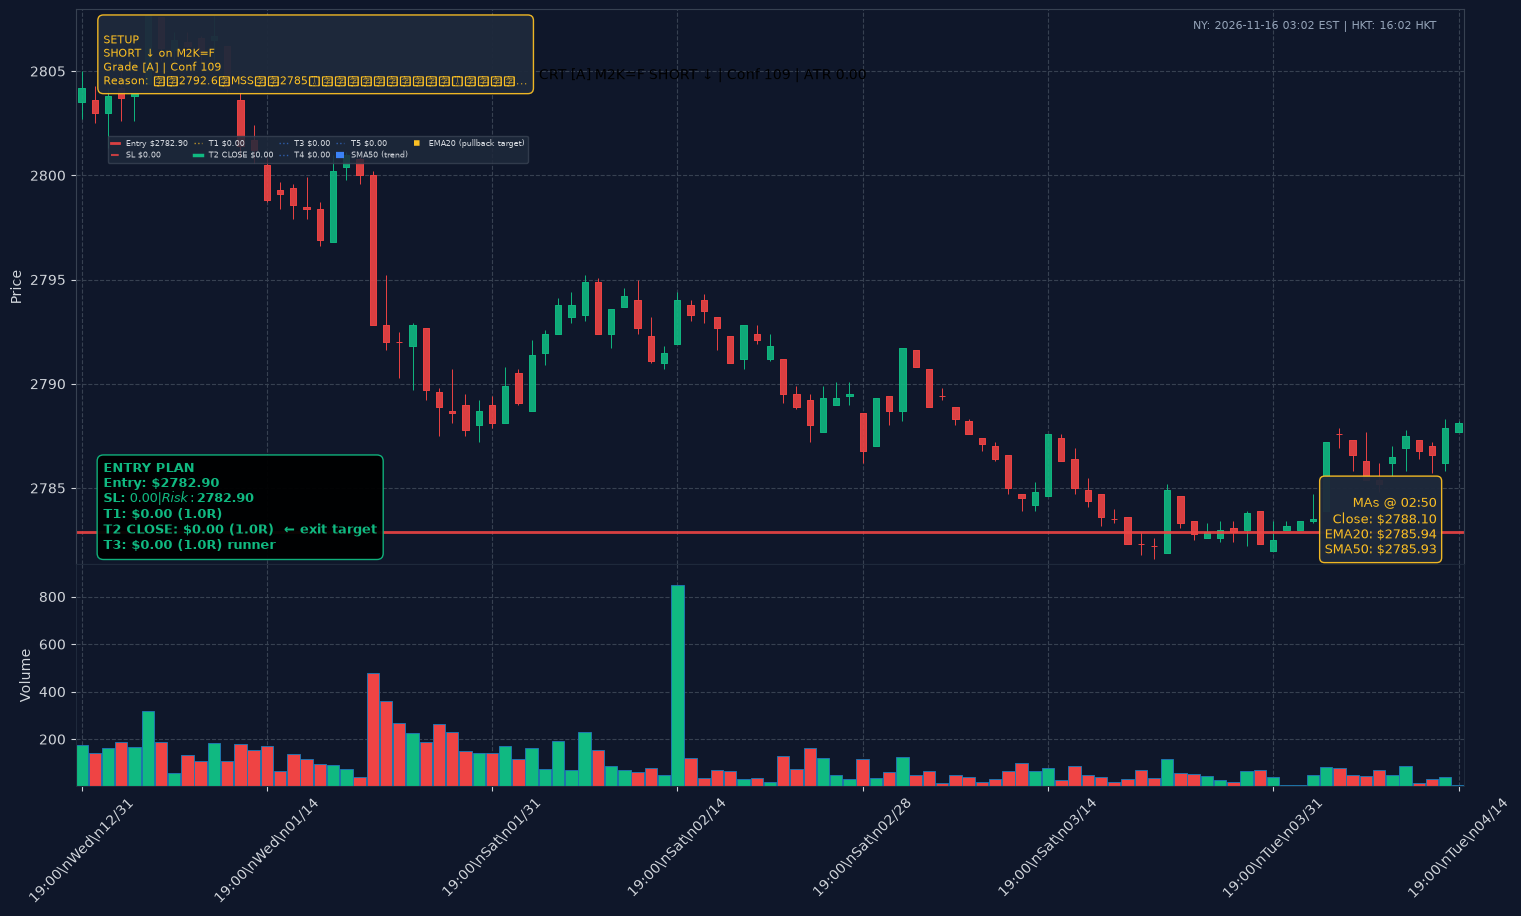 NY: 2026-11-16 03:02 EST | HKT: 16:02 HKT
SETUP
SHORT ↓ on M2K=F
Grade [A] | Conf 109
Reason: 2792.6 MSS 2785 ...
CRT [A] M2K=F SHORT ↓ | Conf 109 | ATR 0.00
Entry $2782.90
SL $0.00
T1 $0.00
T2 CLOSE $0.00
T3 $0.00
T4 $0.00
T5 $0.00
SMA50 (trend)
EMA20 (pullback target)
Price
2805
2800
2795
2790
2785
ENTRY PLAN
Entry: $2782.90
SL: 0.00|Risk:2782.90
T1: $0.00 (1.0R)
T2 CLOSE: $0.00 (1.0R) ← exit target
T3: $0.00 (1.0R) runner
MAs @ 02:50
Close: $2788.10
EMA20: $2785.94
SMA50: $2785.93
Volume
800
600
400
200
19:00\nWed\n12/31
19:00\nWed\n01/14
19:00\nSat\n01/31
19:00\nSat\n02/14
19:00\nSat\n02/28
19:00\nSat\n03/14
19:00\nTue\n03/31
19:00\nTue\n04/14